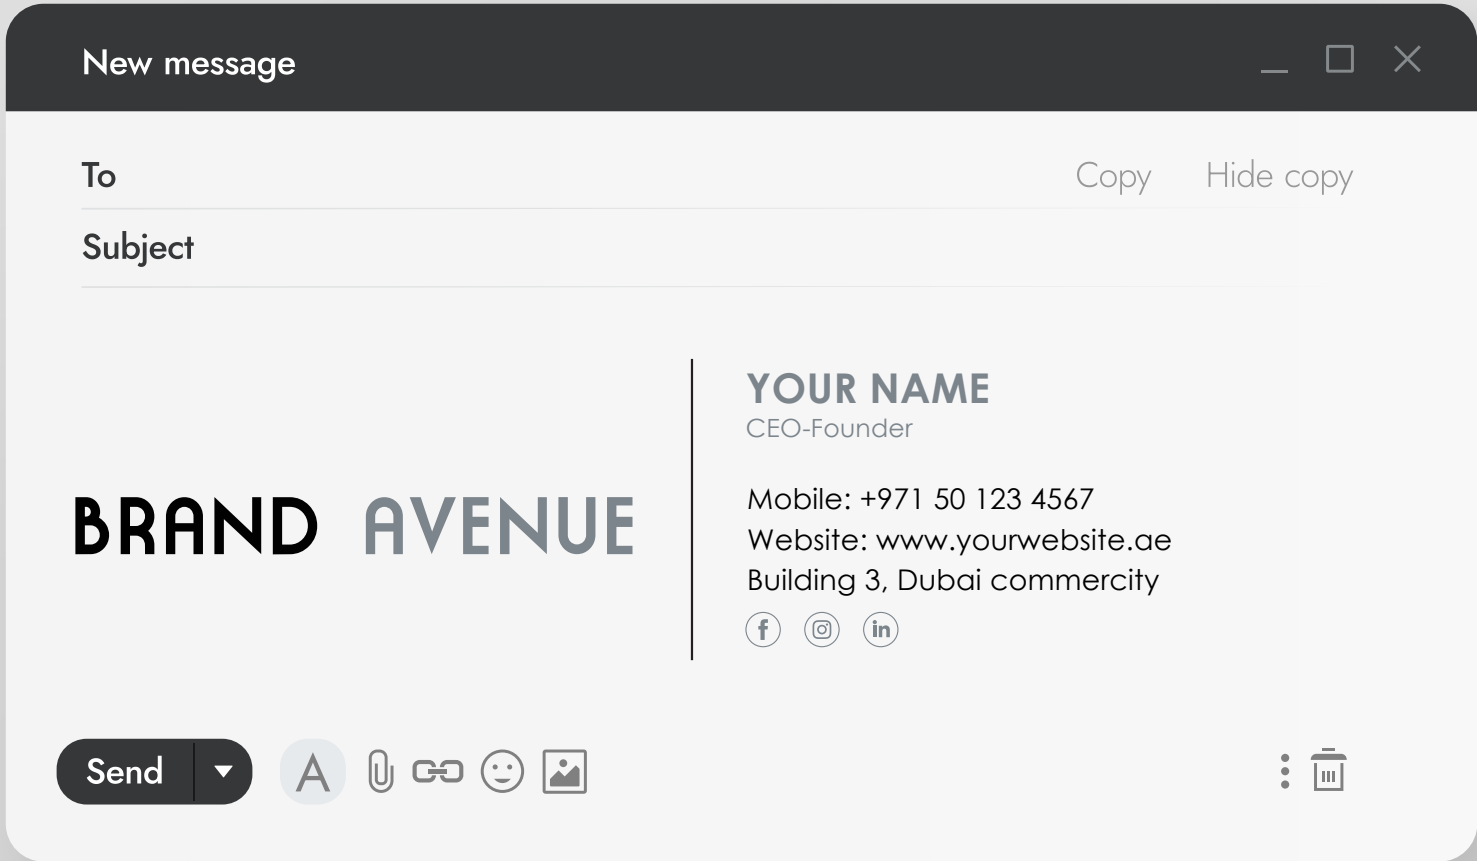 New message
To
Copy
Hide copy
Subject
BRAND AVENUE
YOUR NAME
CEO-Founder
Mobile: +971 50 123 4567
Website: www.yourwebsite.ae
Building 3, Dubai commercity
f
in
Send
A